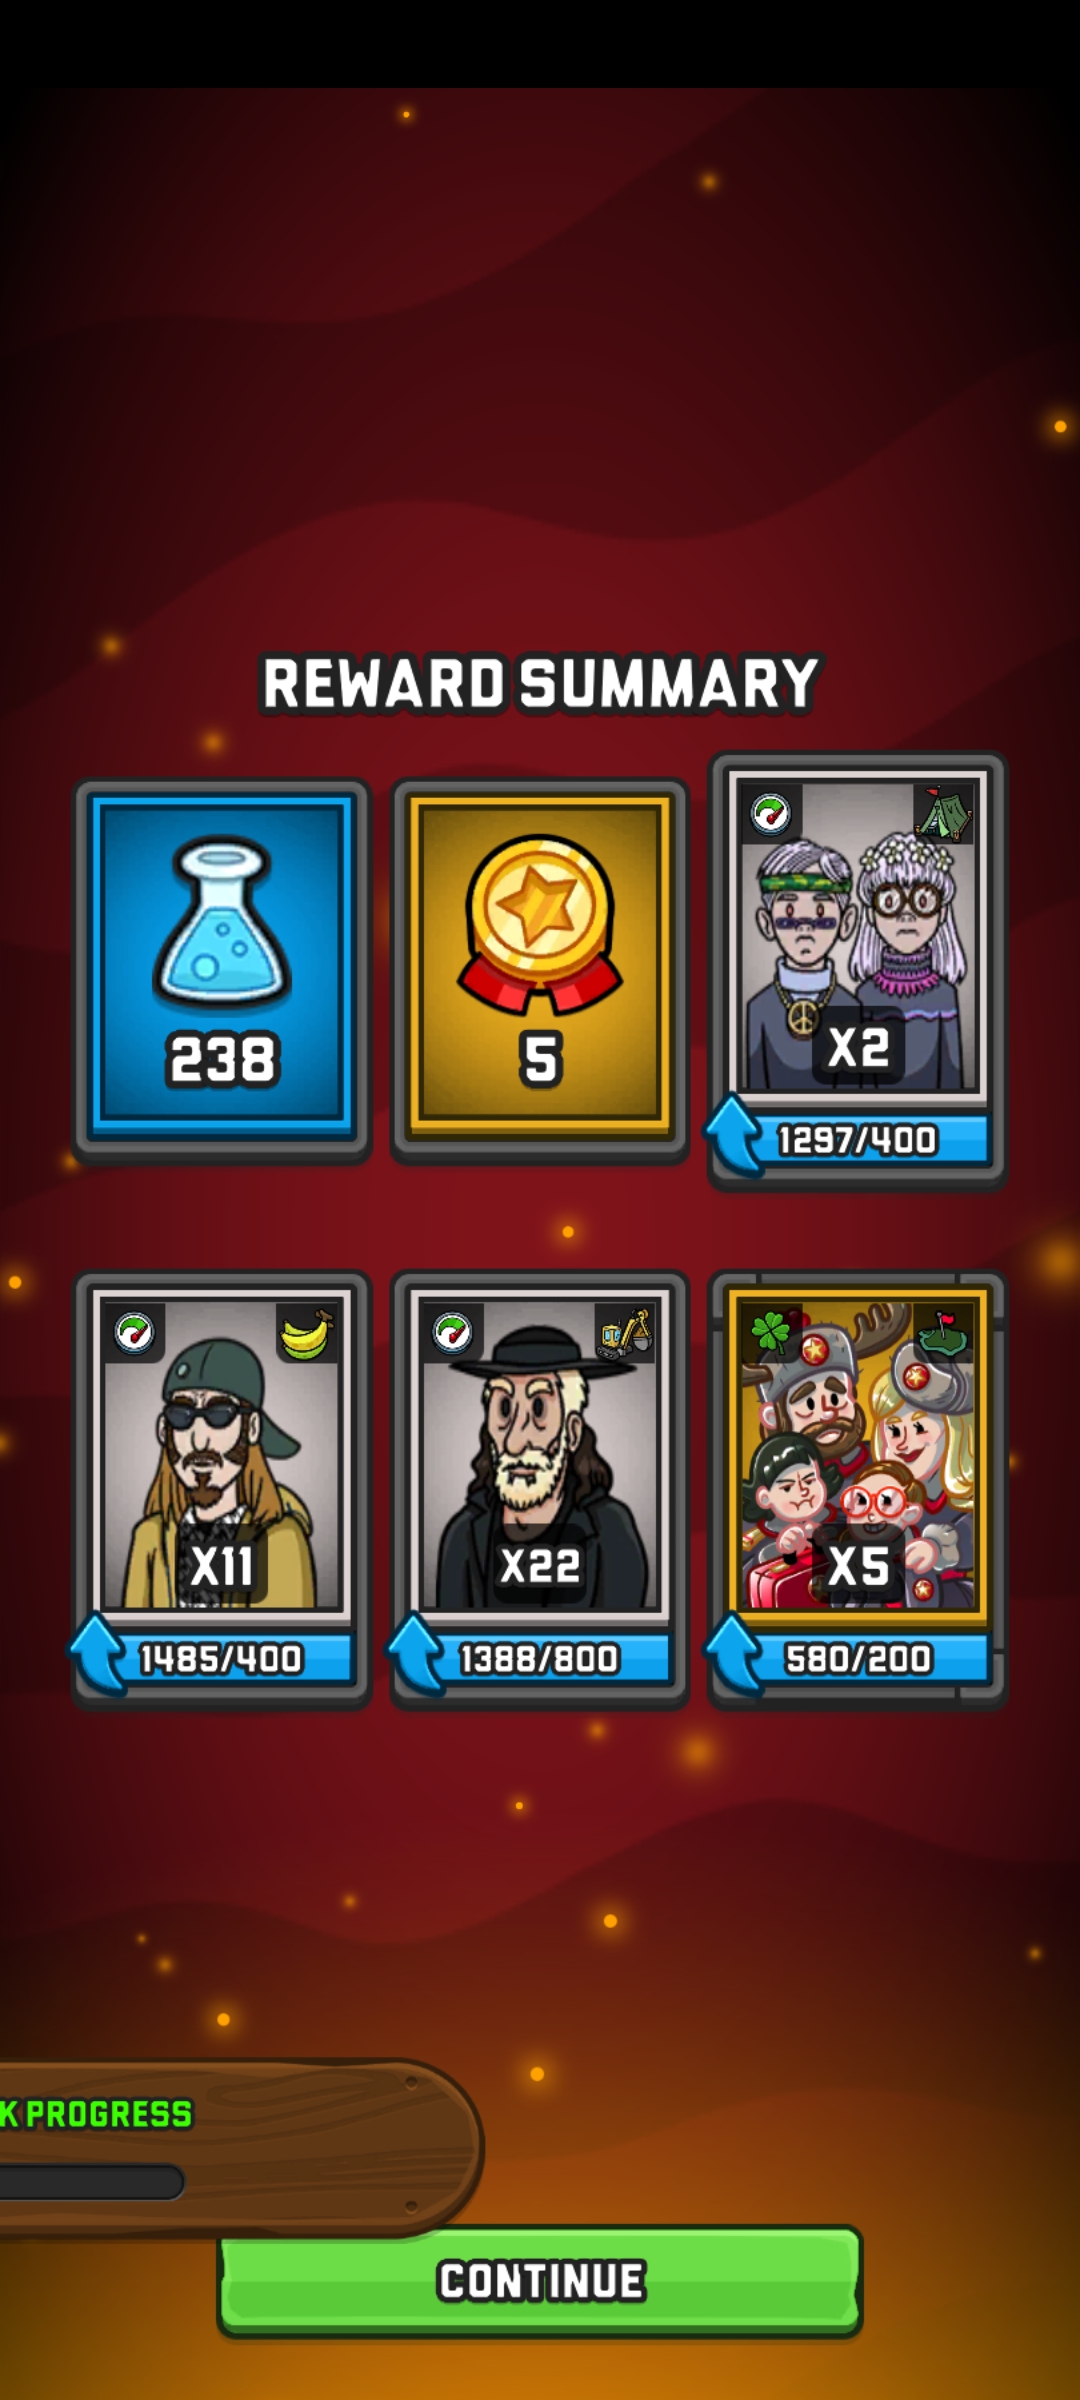 REWARD SUMMARY
238
5
X2
1297/400
X11
1485/400
X22
1388/800
X5
580/200
K PROGRESS
CONTINUE